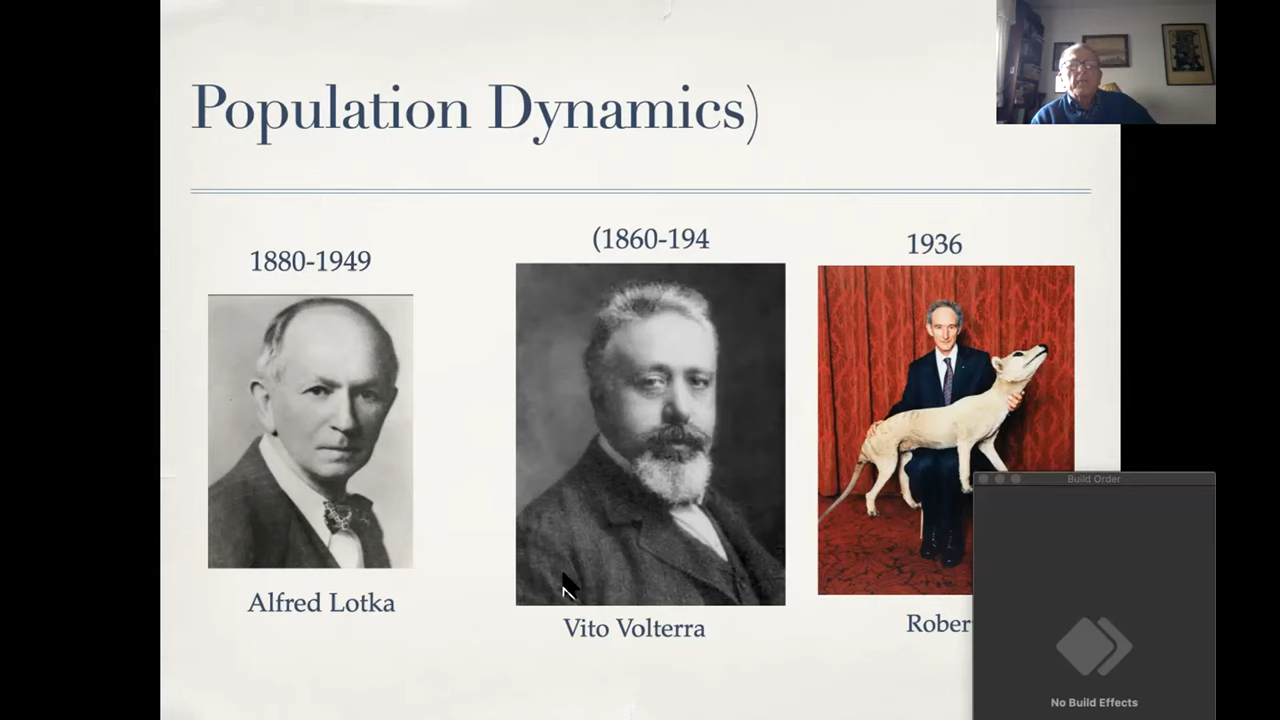 Population Dynamics)
1880-1949
(1860-194
1936
Alfred Lotka
Vito Volterra
Rober
Build Order
No Build Effects